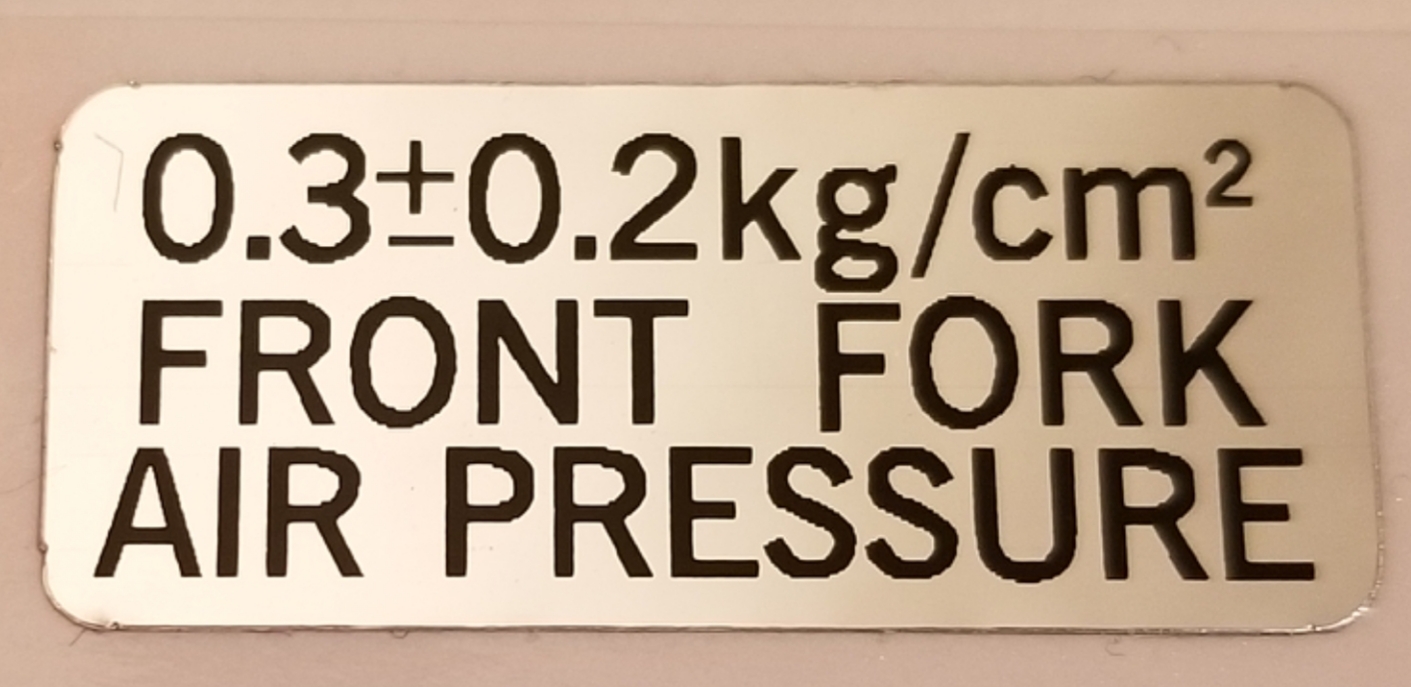 0.3±0.2kg/cm²
FRONT FORK
AIR PRESSURE